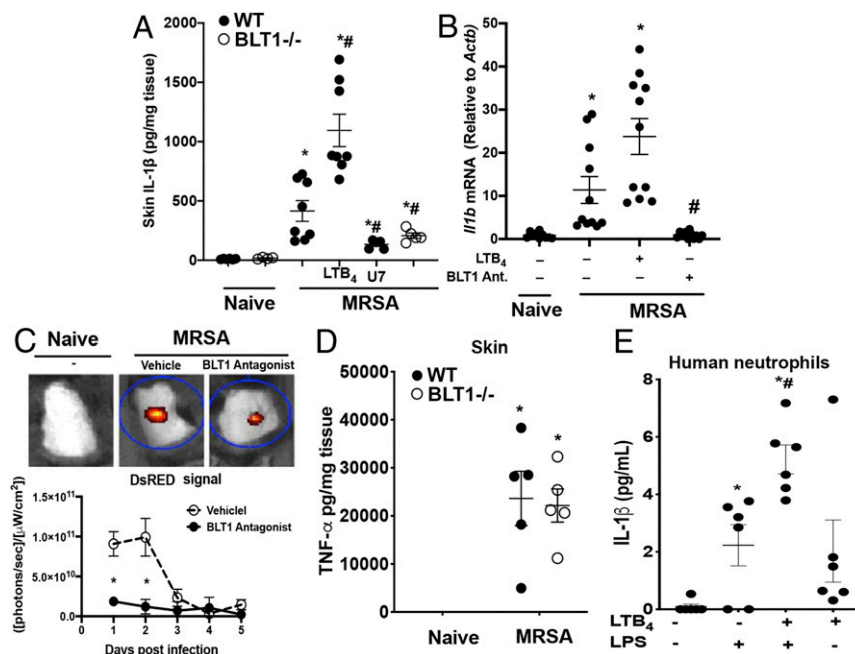 A
WT
BLT1-/-
Skin IL-1β (pg/mg tissue)
2000
1500
1000
500
0
*
*#
*#
*#
LTB4 U7
Naive
MRSA
B
Il1b mRNA (Relative to Actb)
50
40
30
20
10
0
*
*
#
LTB4 - - + -
BLT1 Ant. - - - +
Naive
MRSA
C
Naive
MRSA
-
Vehicle
BLT1 Antagonist
DsRED signal
([photons/sec]/[μW/cm²])
1.5×10¹¹
1.0×10¹¹
5.0×10¹⁰
0
Vehiclel
BLT1 Antagonist
* *
0 1 2 3 4 5
Days post infection
D
Skin
WT
BLT1-/-
TNF-α pg/mg tissue
50000
40000
30000
20000
10000
0
* *
Naive
MRSA
E
Human neutrophils
IL-1β (pg/mL)
8
6
4
2
0
*
*#
LTB4 - - + +
LPS - + + -